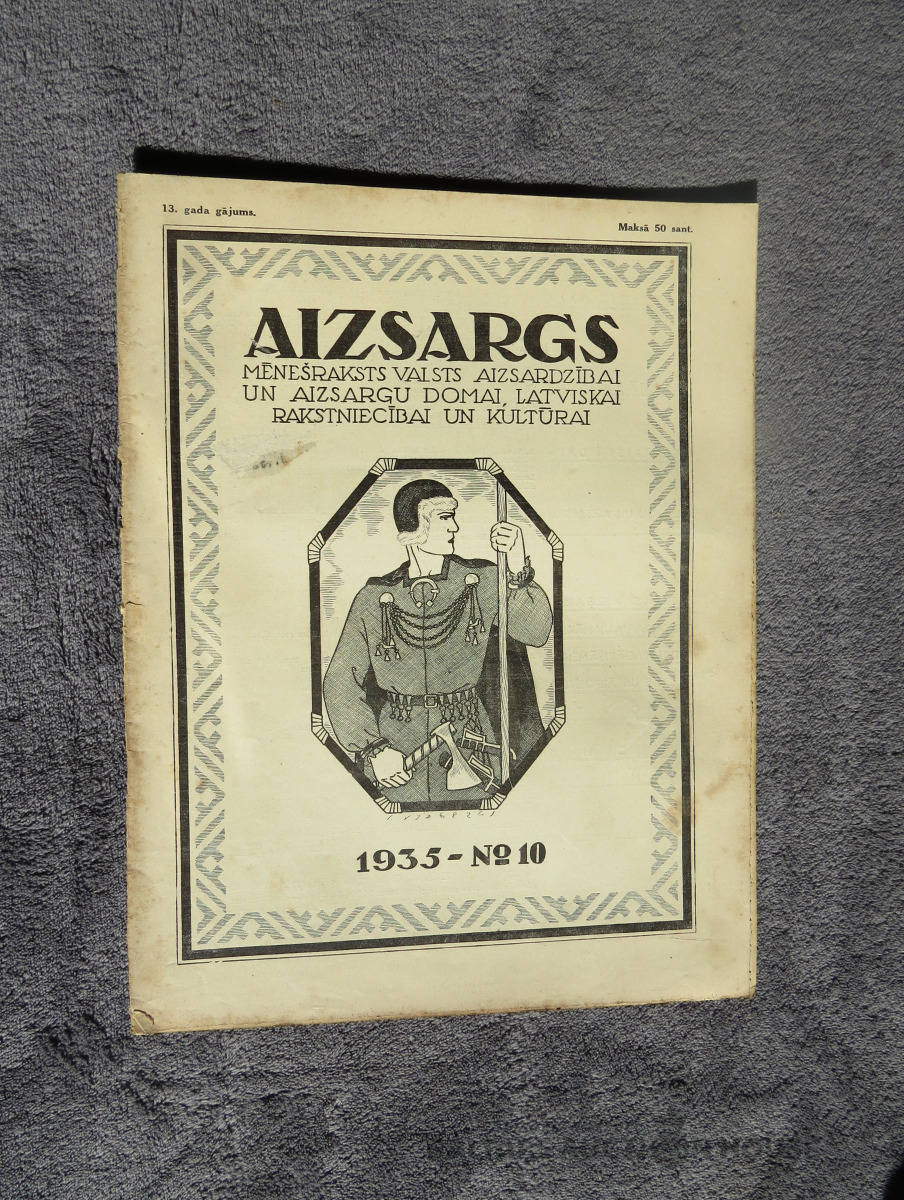 13. gada gājums.
Maksā 50 sant.
AIZSARGS
MĒNEŠRAKSTS VALSTS AIZSARDZĪBAI
UN AIZSARGU DOMAI, LATVISKAI
RAKSTNIECĪBAI UN KULTŪRAI
1935 - № 10